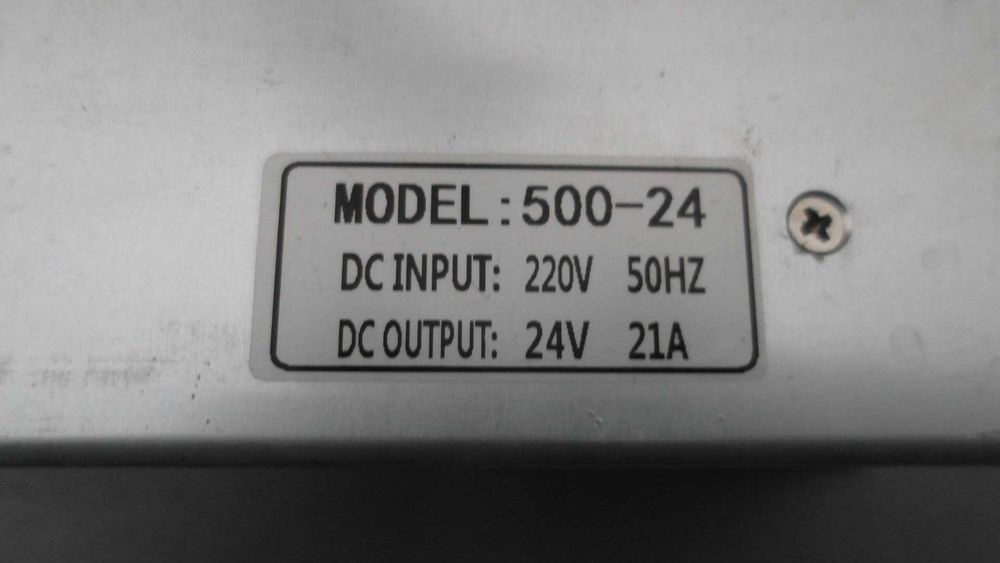 MODEL:500-24
DC INPUT: 220V 50HZ
DC OUTPUT: 24V 21A